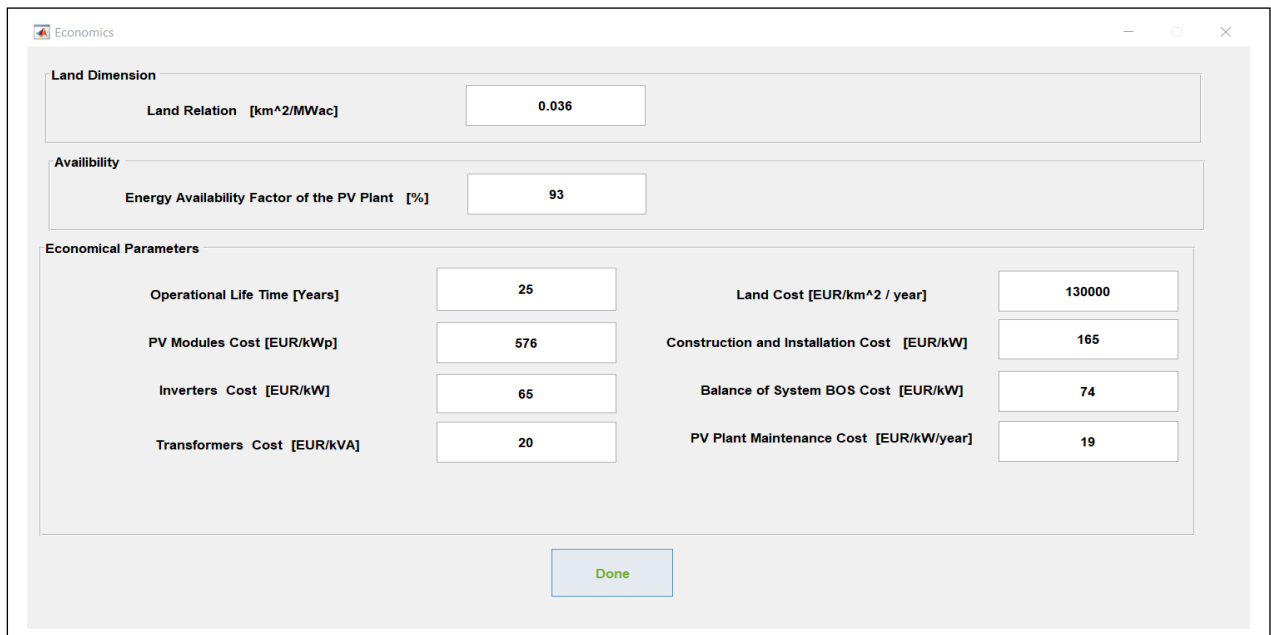 Economics
Land Dimension
Land Relation [km^2/MWac] 0.036
Availibility
Energy Availability Factor of the PV Plant [%] 93
Economical Parameters
Operational Life Time [Years] 25 Land Cost [EUR/km^2 / year] 130000
PV Modules Cost [EUR/kWp] 576 Construction and Installation Cost [EUR/kW] 165
Inverters Cost [EUR/kW] 65 Balance of System BOS Cost [EUR/kW] 74
Transformers Cost [EUR/kVA] 20 PV Plant Maintenance Cost [EUR/kW/year] 19
Done